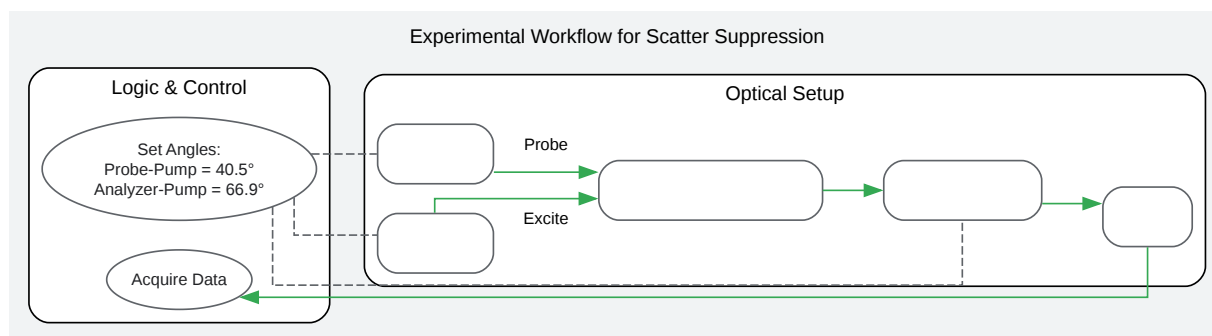 Experimental Workflow for Scatter Suppression
Logic & Control
Optical Setup
Set Angles:
Probe-Pump = 40.5°
Analyzer-Pump = 66.9°
Probe
Excite
Acquire Data